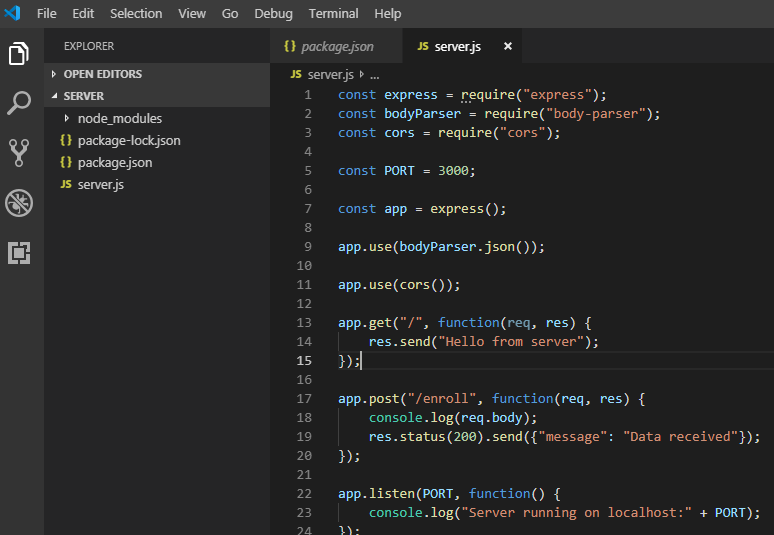 File Edit Selection View Go Debug Terminal Help
EXPLORER
OPEN EDITORS
SERVER
node_modules
{} package-lock.json
{} package.json
JS server.js
{} package.json JS server.js ×
JS server.js ...
1 const express = require("express");
2 const bodyParser = require("body-parser");
3 const cors = require("cors");
4
5 const PORT = 3000;
6
7 const app = express();
8
9 app.use(bodyParser.json());
10
11 app.use(cors());
12
13 app.get("/", function(req, res) {
14 res.send("Hello from server");
15 });
16
17 app.post("/enroll", function(req, res) {
18 console.log(req.body);
19 res.status(200).send({"message": "Data received"});
20 });
21
22 app.listen(PORT, function() {
23 console.log("Server running on localhost:" + PORT);
24 });